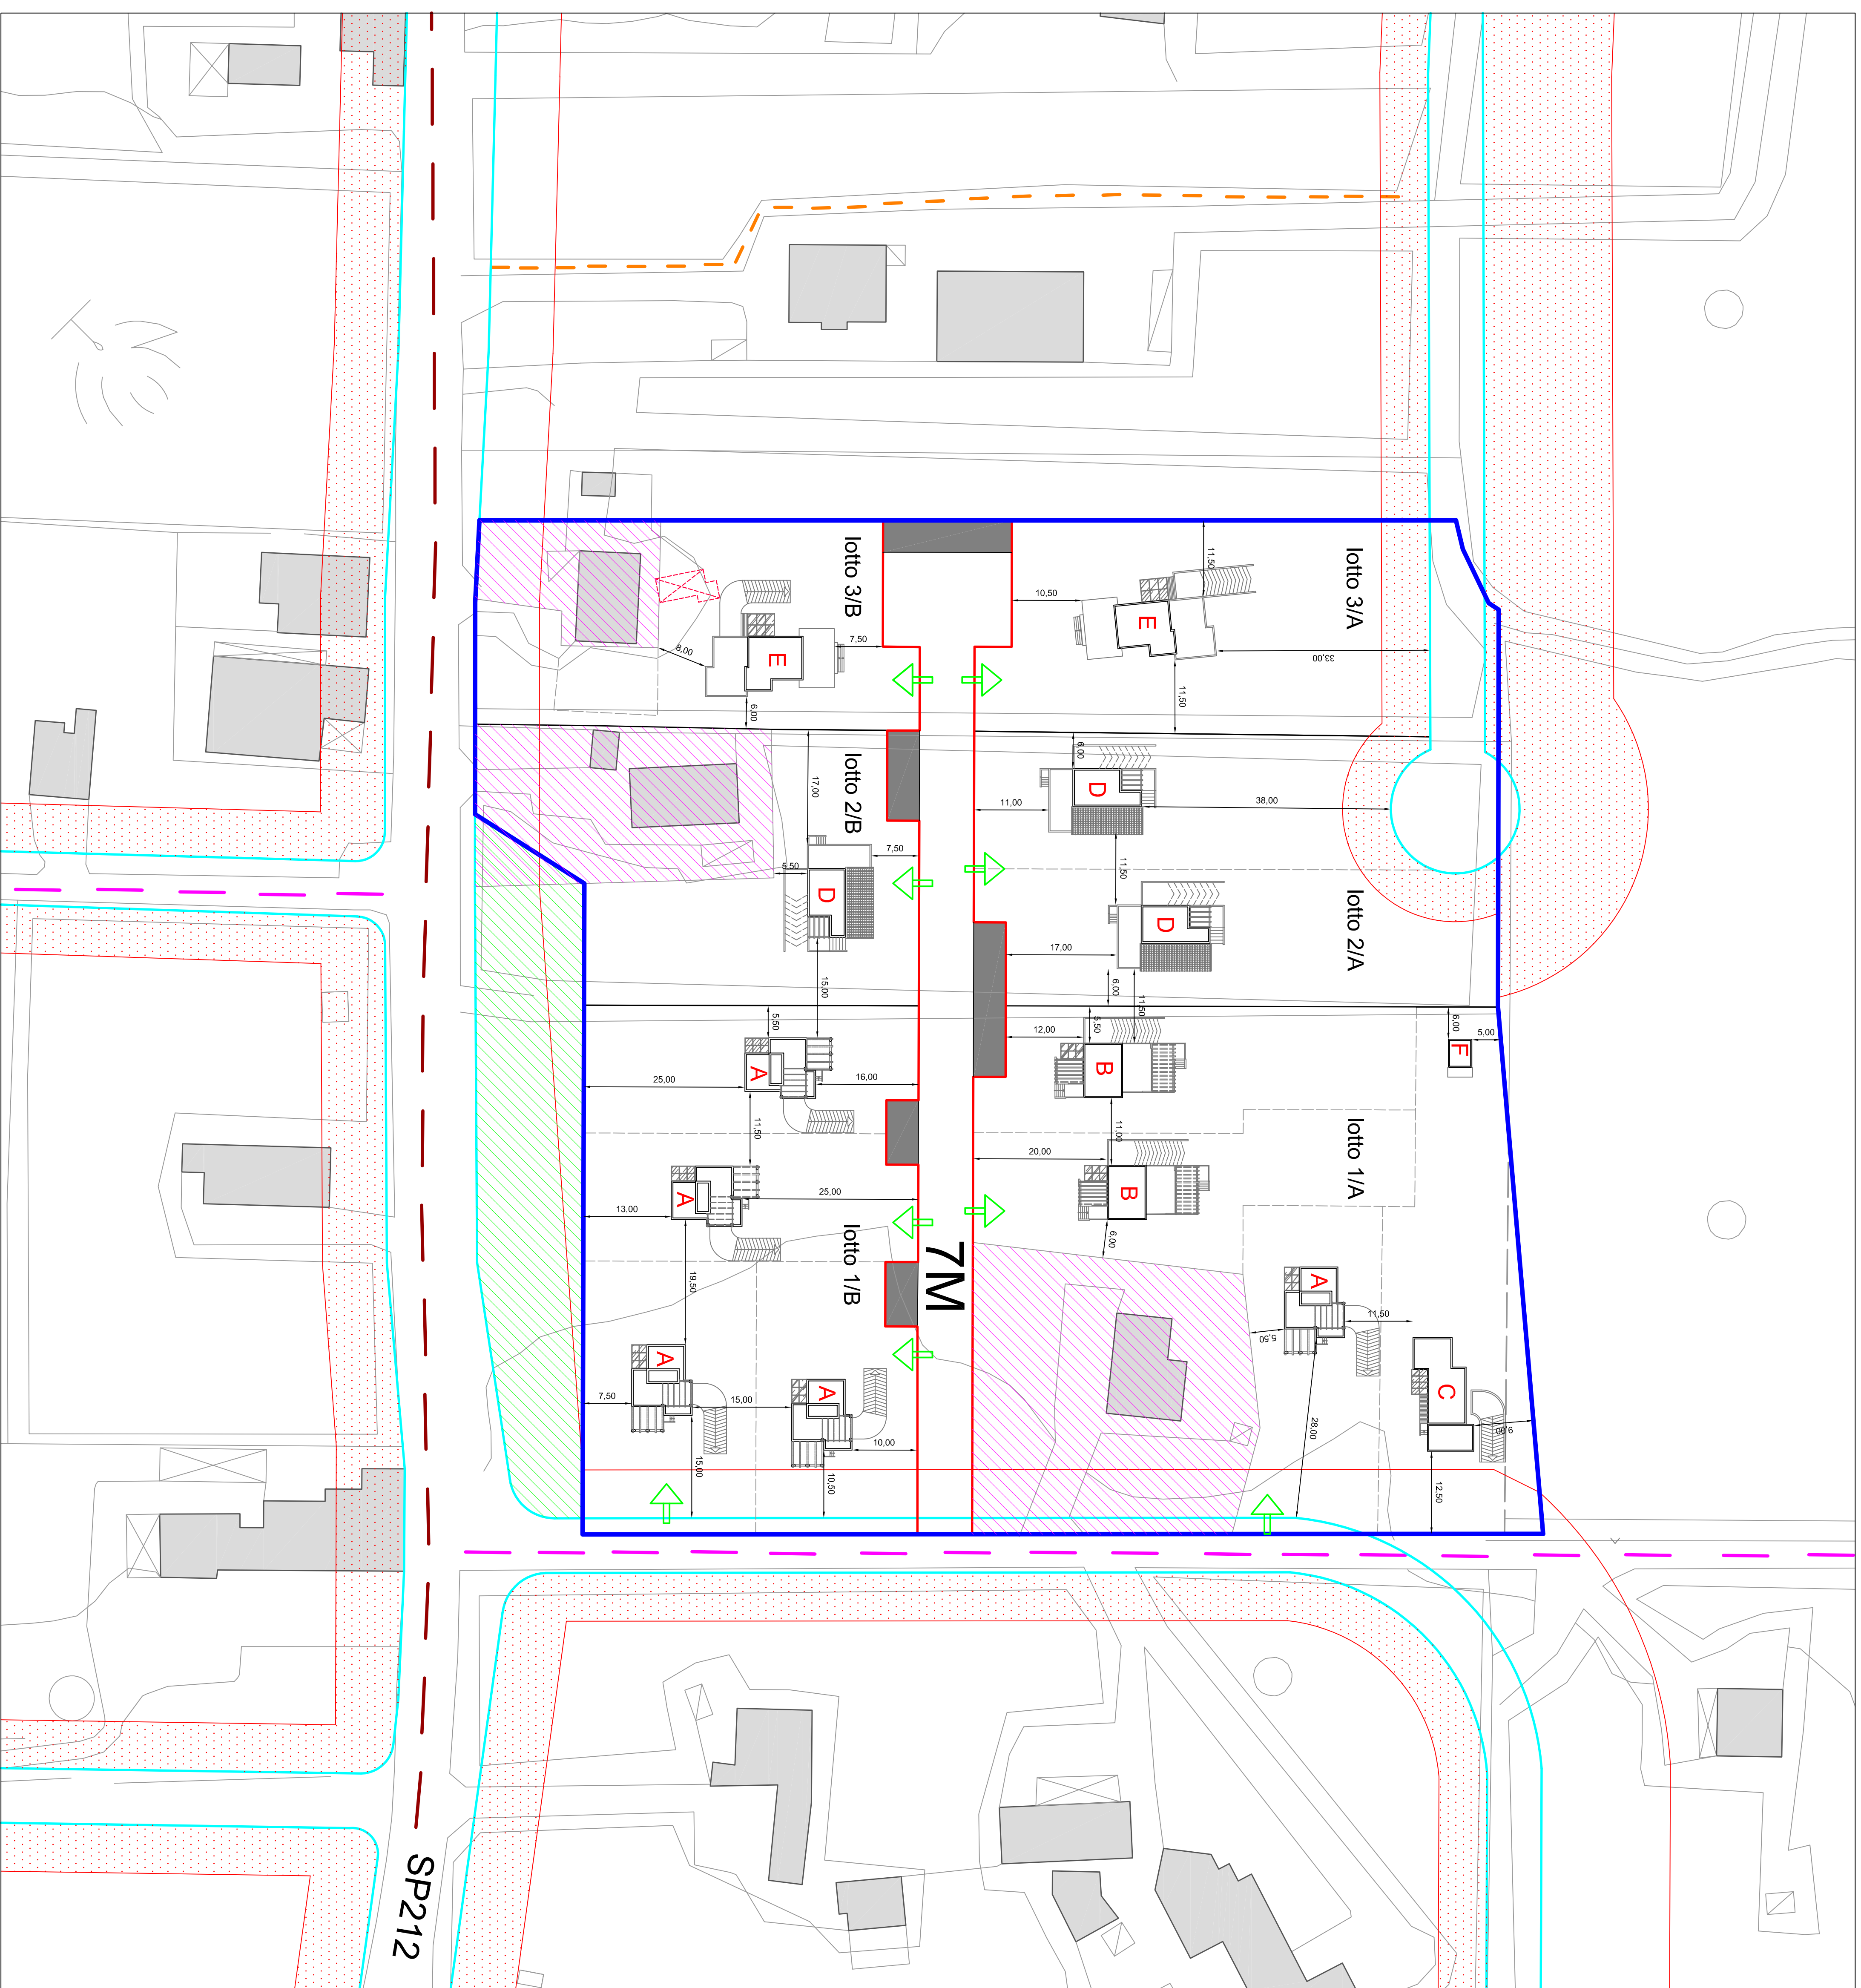 lotto 3/B
lotto 3/A
11,50
10,50
E
E
7,50
8,00
33,00
11,50
6,00
lotto 2/B
lotto 2/A
6,00
17,00
D
11,00
38,00
7,50
5,50
D
11,50
D
17,00
15,00
6,00
11,50
5,50
5,50
12,00
6,00
5,00
F
A
B
25,00
16,00
11,50
11,00
lotto 1/A
20,00
A
B
13,00
25,00
6,00
lotto 1/B
7M
19,50
A
11,50
5,50
A
A
C
7,50
15,00
10,00
28,00
9,00
15,00
10,50
12,50
SP212